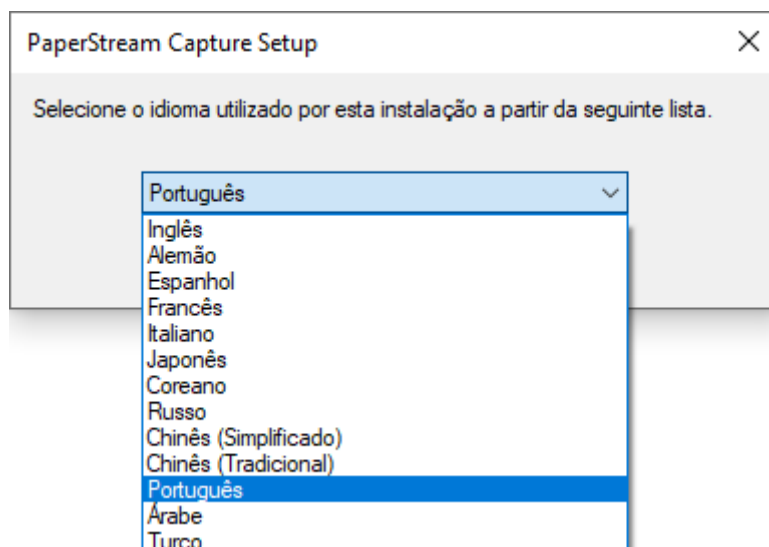 PaperStream Capture Setup
Selecione o idioma utilizado por esta instalação a partir da seguinte lista.
Português
Inglês
Alemão
Espanhol
Francês
Italiano
Japonês
Coreano
Russo
Chinês (Simplificado)
Chinês (Tradicional)
Português
Árabe
Turco